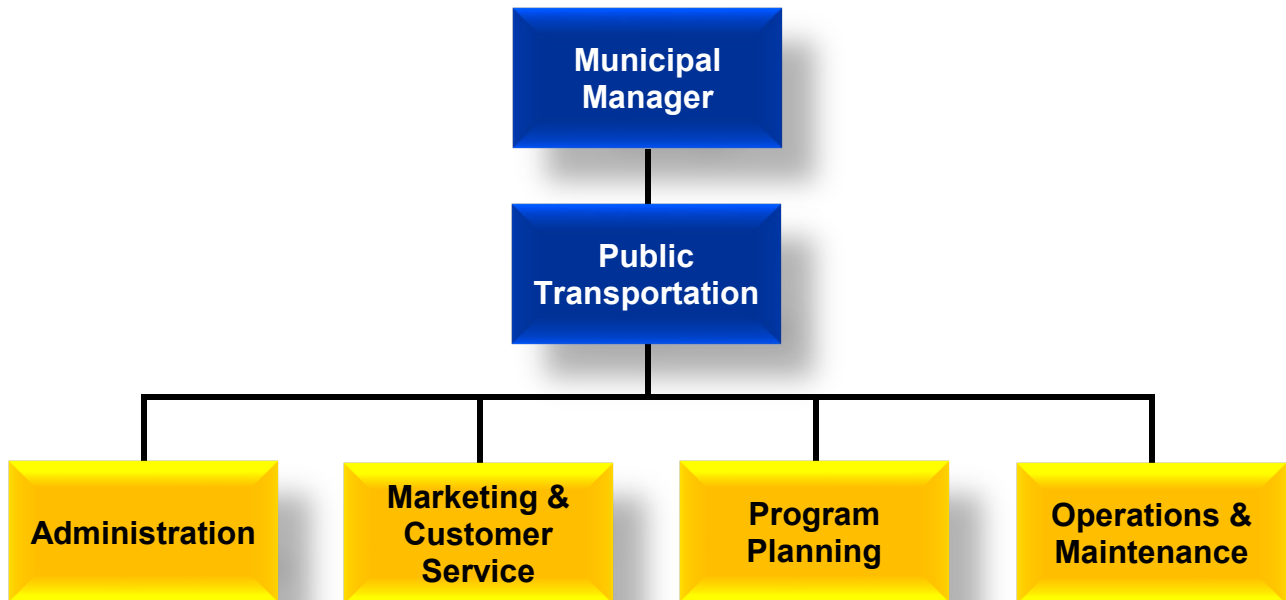 Municipal
Manager
Public
Transportation
Administration
Marketing &
Customer
Service
Program
Planning
Operations &
Maintenance